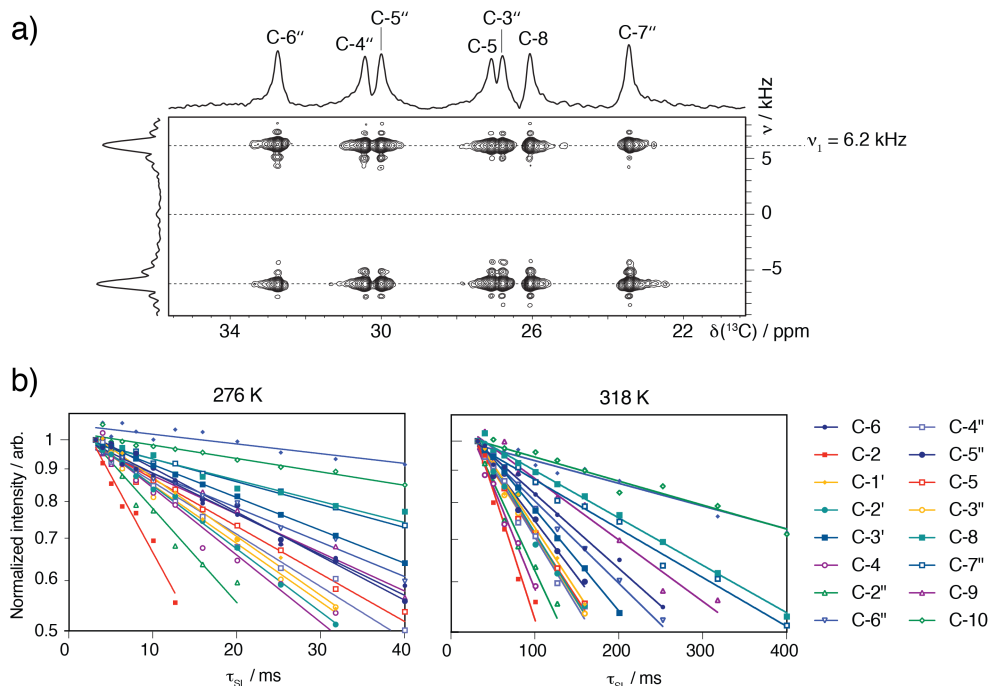 a)
C-6" C-4" C-5" C-5 C-3" C-8 C-7"
ν / kHz
5
0
−5
ν1 = 6.2 kHz
34 30 26 22 δ(13C) / ppm
b)
276 K
Normalized intensity / arb.
1
0.9
0.8
0.7
0.6
0.5
0 10 20 30 40
τSL / ms
318 K
0 100 200 300 400
τSL / ms
C-6 C-4"
C-2 C-5"
C-1' C-5
C-2' C-3"
C-3' C-8
C-4 C-7"
C-2" C-9
C-6" C-10